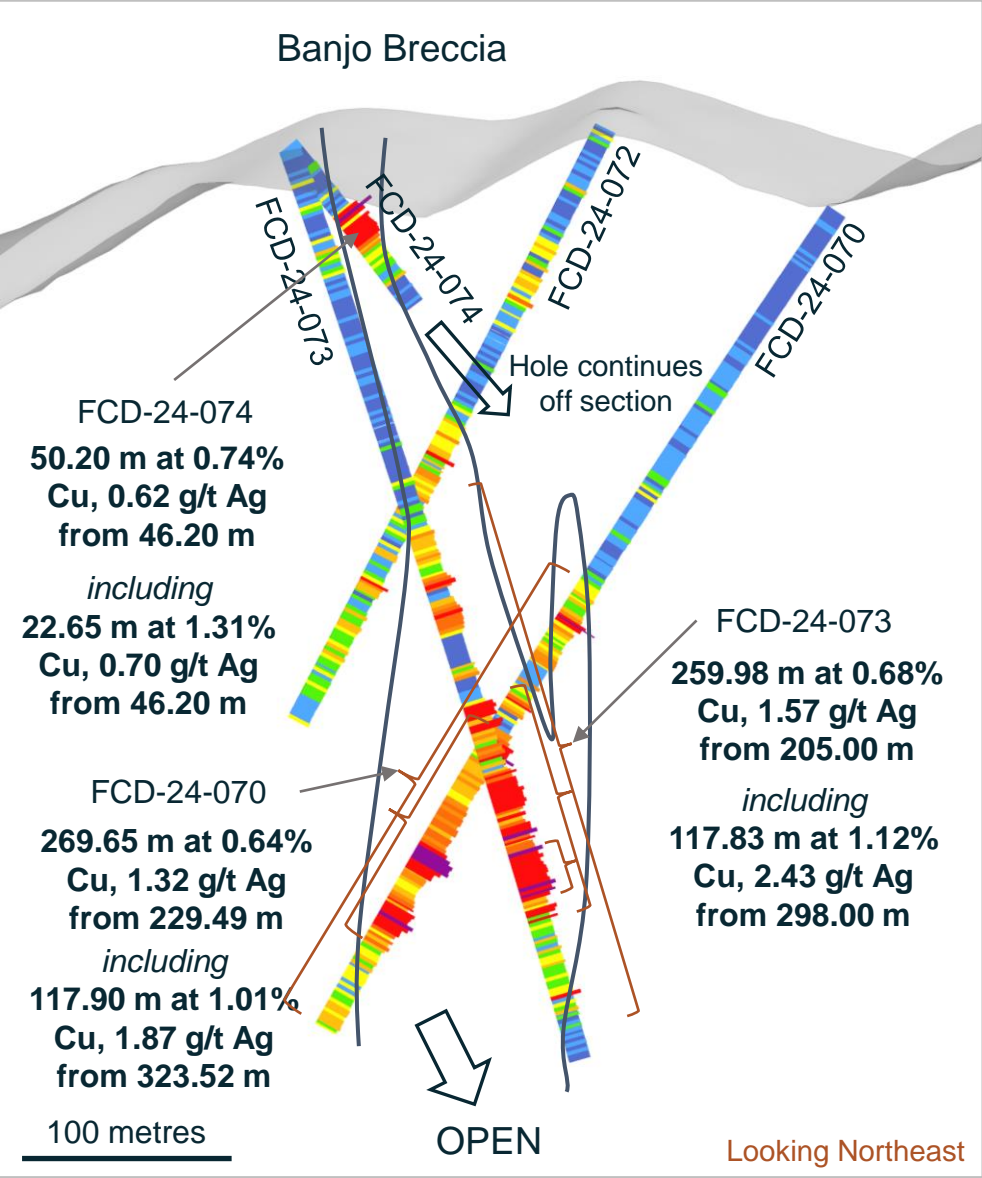 Banjo Breccia
FCD-24-073
FCD-24-074
FCD-24-072
FCD-24-070
Hole continues
off section
FCD-24-074
50.20 m at 0.74%
Cu, 0.62 g/t Ag
from 46.20 m
including
22.65 m at 1.31%
Cu, 0.70 g/t Ag
from 46.20 m
FCD-24-073
259.98 m at 0.68%
Cu, 1.57 g/t Ag
from 205.00 m
including
117.83 m at 1.12%
Cu, 2.43 g/t Ag
from 298.00 m
FCD-24-070
269.65 m at 0.64%
Cu, 1.32 g/t Ag
from 229.49 m
including
117.90 m at 1.01%
Cu, 1.87 g/t Ag
from 323.52 m
100 metres
OPEN
Looking Northeast